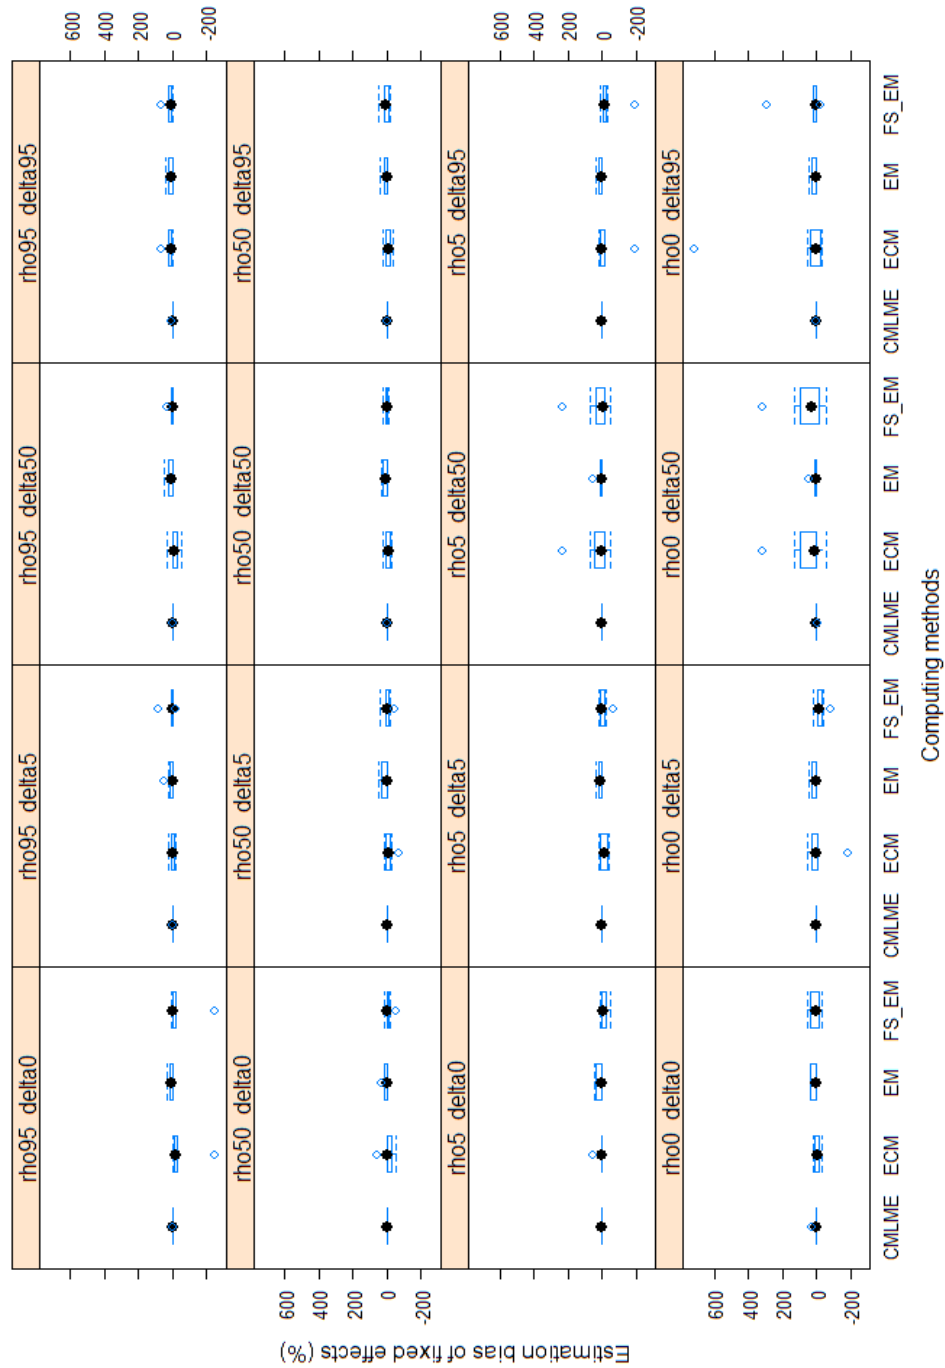 rho95 delta0
rho95 delta5
rho95 delta50
rho95 delta95
600
400
200
0
-200
rho50 delta0
rho50 delta5
rho50 delta50
rho50 delta95
600
400
200
0
-200
rho5 delta0
rho5 delta5
rho5 delta50
rho5 delta95
600
400
200
0
-200
rho0 delta0
rho0 delta5
rho0 delta50
rho0 delta95
600
400
200
0
-200
CMLME ECM EM FS_EM CMLME ECM EM FS_EM CMLME ECM EM FS_EM CMLME ECM EM FS_EM
Computing methods
Estimation bias of fixed effects (%)